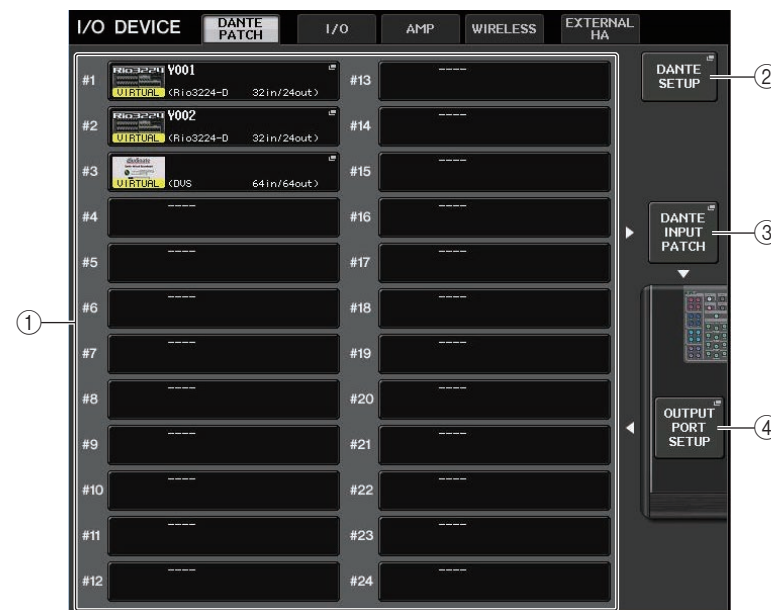 I/O DEVICE
DANTE PATCH
I/O
AMP
WIRELESS
EXTERNAL HA
#1
Rio3224
Y001
VIRTUAL
(Rio3224-D 32in/24out)
#2
Rio3224
Y002
VIRTUAL
(Rio3224-D 32in/24out)
#3
VIRTUAL
(DVS 64in/64out)
#4 ----
#5 ----
#6 ----
#7 ----
#8 ----
#9 ----
#10 ----
#11 ----
#12 ----
#13 ----
#14 ----
#15 ----
#16 ----
#17 ----
#18 ----
#19 ----
#20 ----
#21 ----
#22 ----
#23 ----
#24 ----
DANTE
SETUP
DANTE
INPUT
PATCH
OUTPUT
PORT
SETUP
①
②
③
④